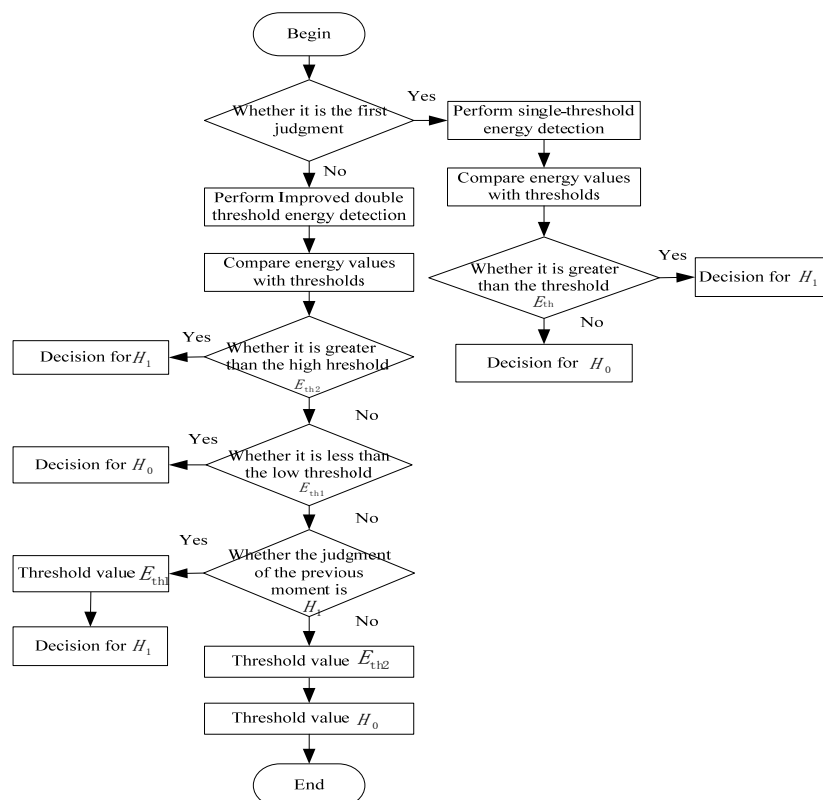 Begin
Whether it is the first
judgment
Yes
Perform single-threshold
energy detection
No
Perform Improved double
threshold energy detection
Compare energy values
with thresholds
Compare energy values
with thresholds
Whether it is greater
than the threshold
Eth
Yes
Decision for H1
No
Decision for H0
Whether it is greater
than the high hreshold
Eth2
Yes
Decision for H1
No
Whether it is less than
the low threshold
Eth1
Yes
Decision for H0
No
Whether the judgment
of the previous
moment is
H1
Yes
Threshold value Eth1
Decision for H1
No
Threshold value Eth2
Threshold value H0
End